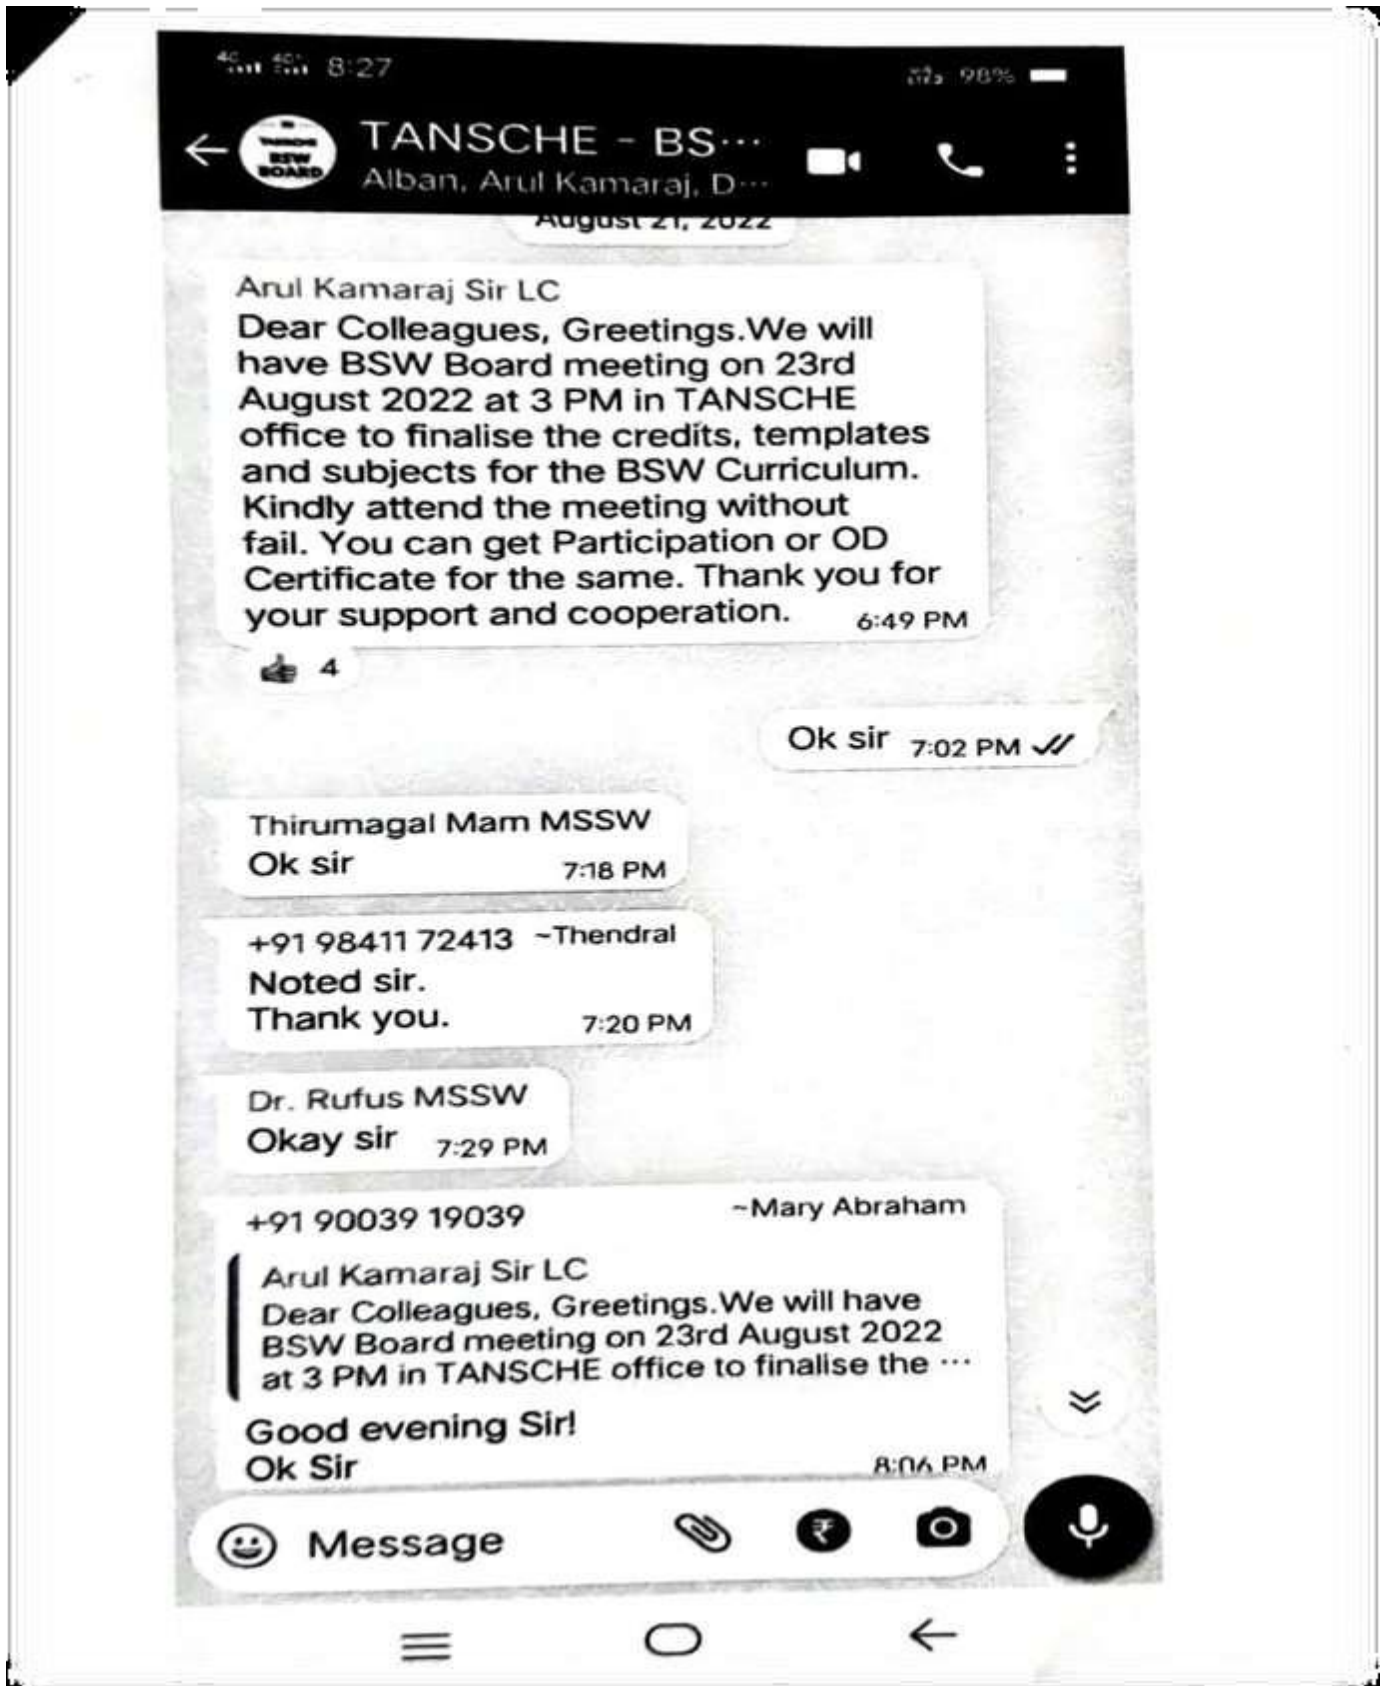 8:27
98%
TANSCHE - BS...
Alban, Arul Kamaraj, D...
BSW
BOARD
August 21, 2022
Arul Kamaraj Sir LC
Dear Colleagues, Greetings.We will
have BSW Board meeting on 23rd
August 2022 at 3 PM in TANSCHE
office to finalise the credits, templates
and subjects for the BSW Curriculum.
Kindly attend the meeting without
fail. You can get Participation or OD
Certificate for the same. Thank you for
your support and cooperation. 6:49 PM
👍 4
Ok sir 7:02 PM
Thirumagal Mam MSSW
Ok sir 7:18 PM
+91 98411 72413 ~Thendral
Noted sir.
Thank you. 7:20 PM
Dr. Rufus MSSW
Okay sir 7:29 PM
+91 90039 19039 ~Mary Abraham
Arul Kamaraj Sir LC
Dear Colleagues, Greetings.We will have
BSW Board meeting on 23rd August 2022
at 3 PM in TANSCHE office to finalise the ...
Good evening Sir!
Ok Sir 8:06 PM
Message